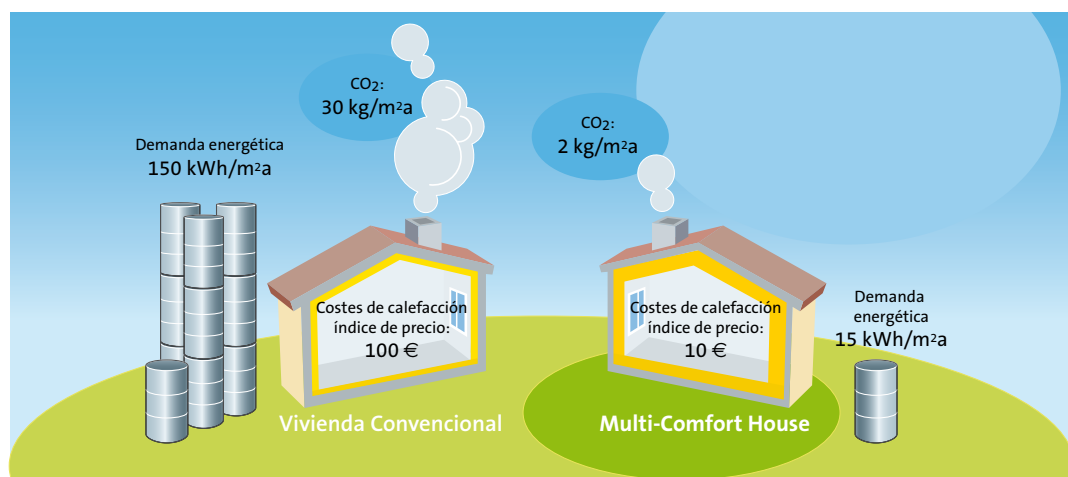 CO₂:
30 kg/m²a
CO₂:
2 kg/m²a
Demanda energética
150 kWh/m²a
Costes de calefacción
índice de precio:
100 €
Costes de calefacción
índice de precio:
10 €
Demanda
energética
15 kWh/m²a
Vivienda Convencional
Multi-Comfort House